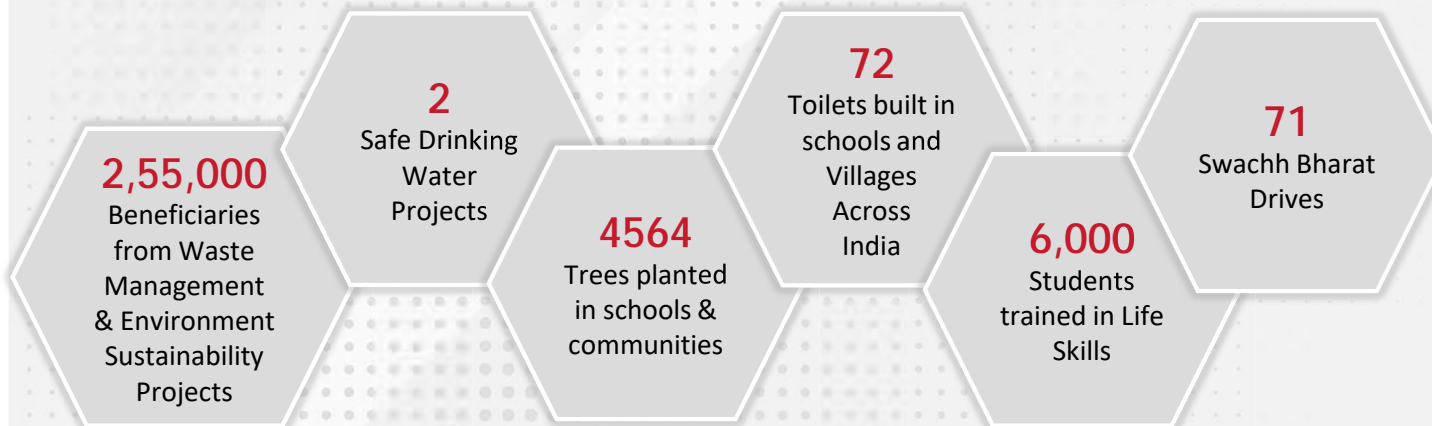 2,55,000
Beneficiaries
from Waste
Management
& Environment
Sustainability
Projects
2
Safe Drinking
Water
Projects
4564
Trees planted
in schools &
communities
72
Toilets built in
schools and
Villages
Across
India
6,000
Students
trained in Life
Skills
71
Swachh Bharat
Drives